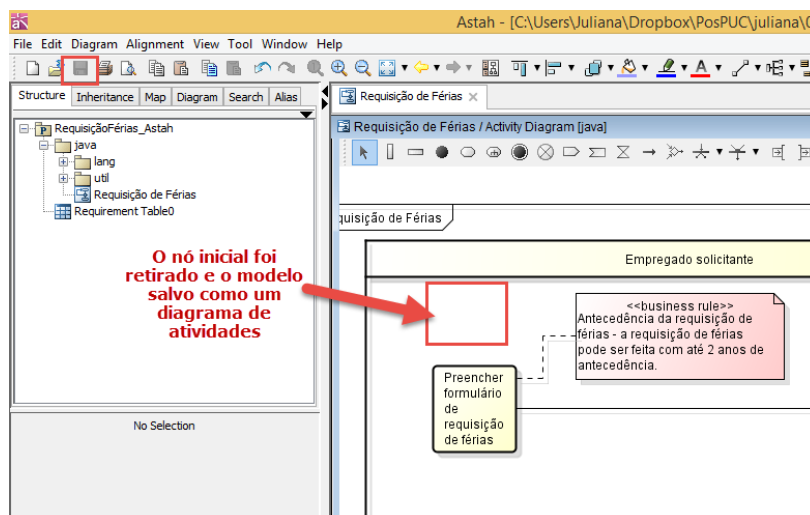 Astah - [C:\Users\Juliana\Dropbox\PosPUC\juliana\0
File Edit Diagram Alignment View Tool Window Help
Structure Inheritance Map Diagram Search Alias
Requisição de Férias
RequisiçãoFérias_Astah
java
lang
util
Requisição de Férias
Requirement Table0
No Selection
Requisição de Férias / Activity Diagram [java]
quisição de Férias
Empregado solicitante
O nó inicial foi
retirado e o modelo
salvo como um
diagrama de
atividades
<<business rule>>
Antecedência da requisição de
férias - a requisição de férias
pode ser feita com até 2 anos de
antecedência.
Preencher
formulário
de
requisição
de férias